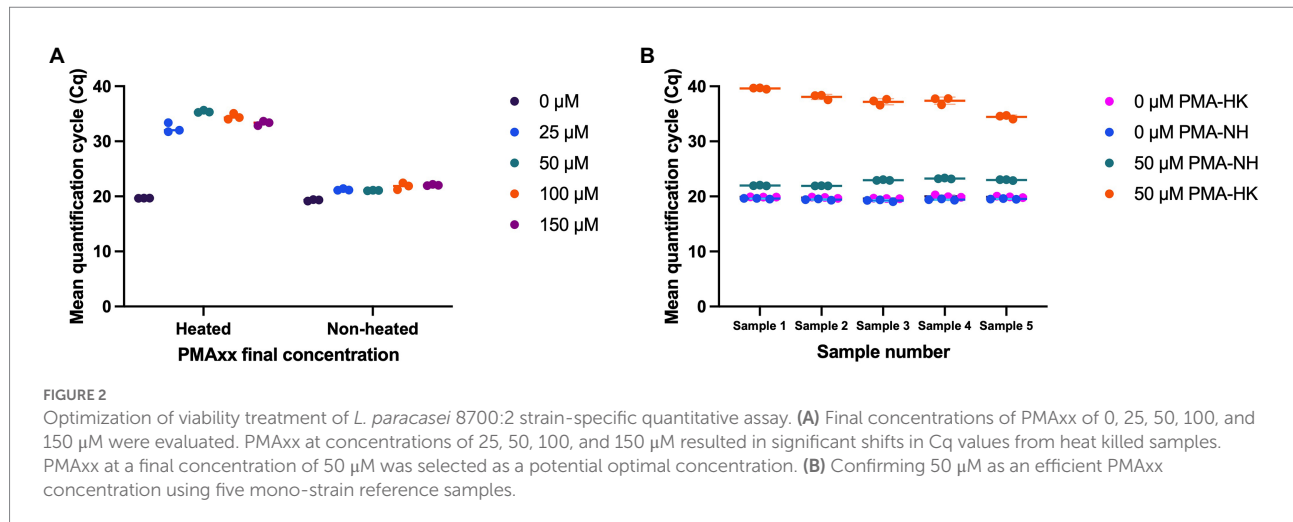 A
Mean quantification cycle (Cq)
40
30
20
10
0
Heated
Non-heated
PMAxx final concentration
0 µM
25 µM
50 µM
100 µM
150 µM
B
Mean quantification cycle (Cq)
40
30
20
10
0
Sample 1
Sample 2
Sample 3
Sample 4
Sample 5
Sample number
0 µM PMA-HK
0 µM PMA-NH
50 µM PMA-NH
50 µM PMA-HK
FIGURE 2
Optimization of viability treatment of L. paracasei 8700:2 strain-specific quantitative assay. (A) Final concentrations of PMAxx of 0, 25, 50, 100, and
150 µM were evaluated. PMAxx at concentrations of 25, 50, 100, and 150 µM resulted in significant shifts in Cq values from heat killed samples.
PMAxx at a final concentration of 50 µM was selected as a potential optimal concentration. (B) Confirming 50 µM as an efficient PMAxx
concentration using five mono-strain reference samples.